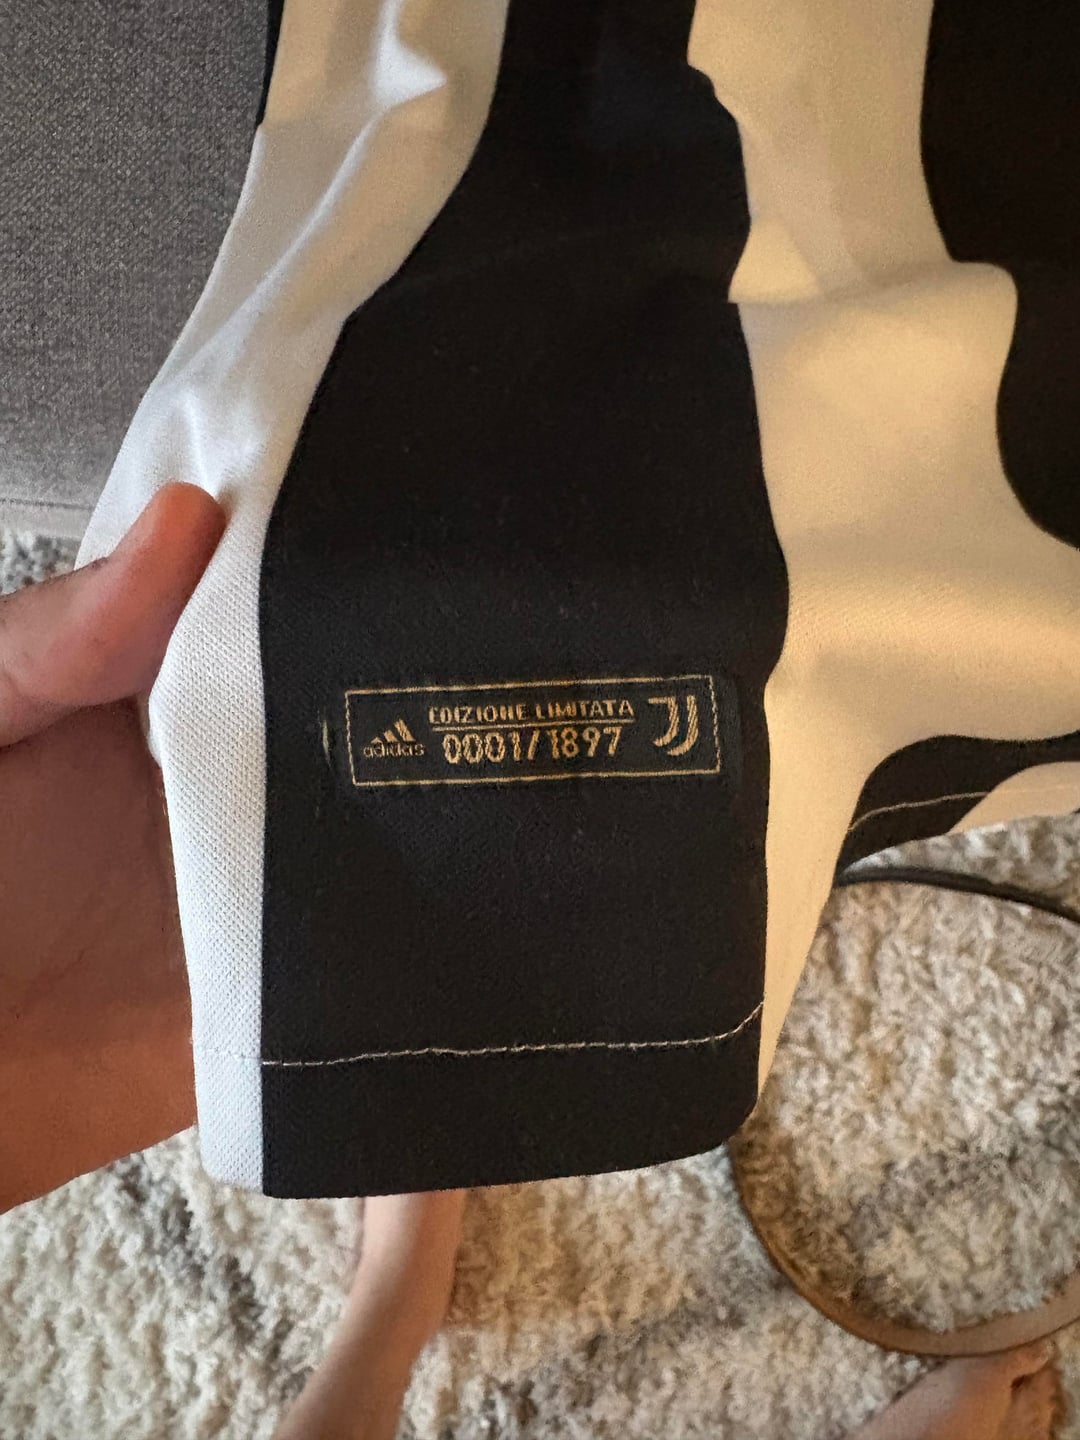 EDIZIONE LIMITATA
adidas
0001/1897